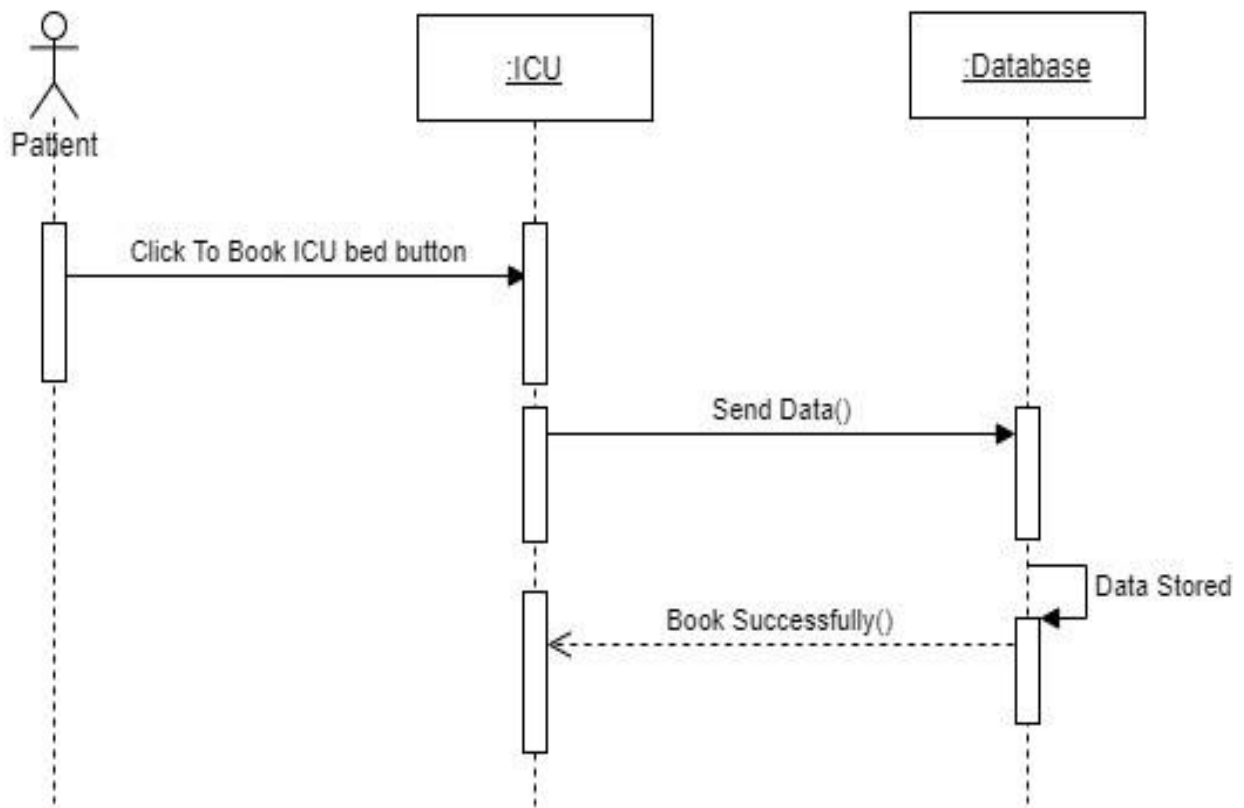 :ICU
:Database
Patient
Click To Book ICU bed button
Send Data()
Data Stored
Book Successfully()